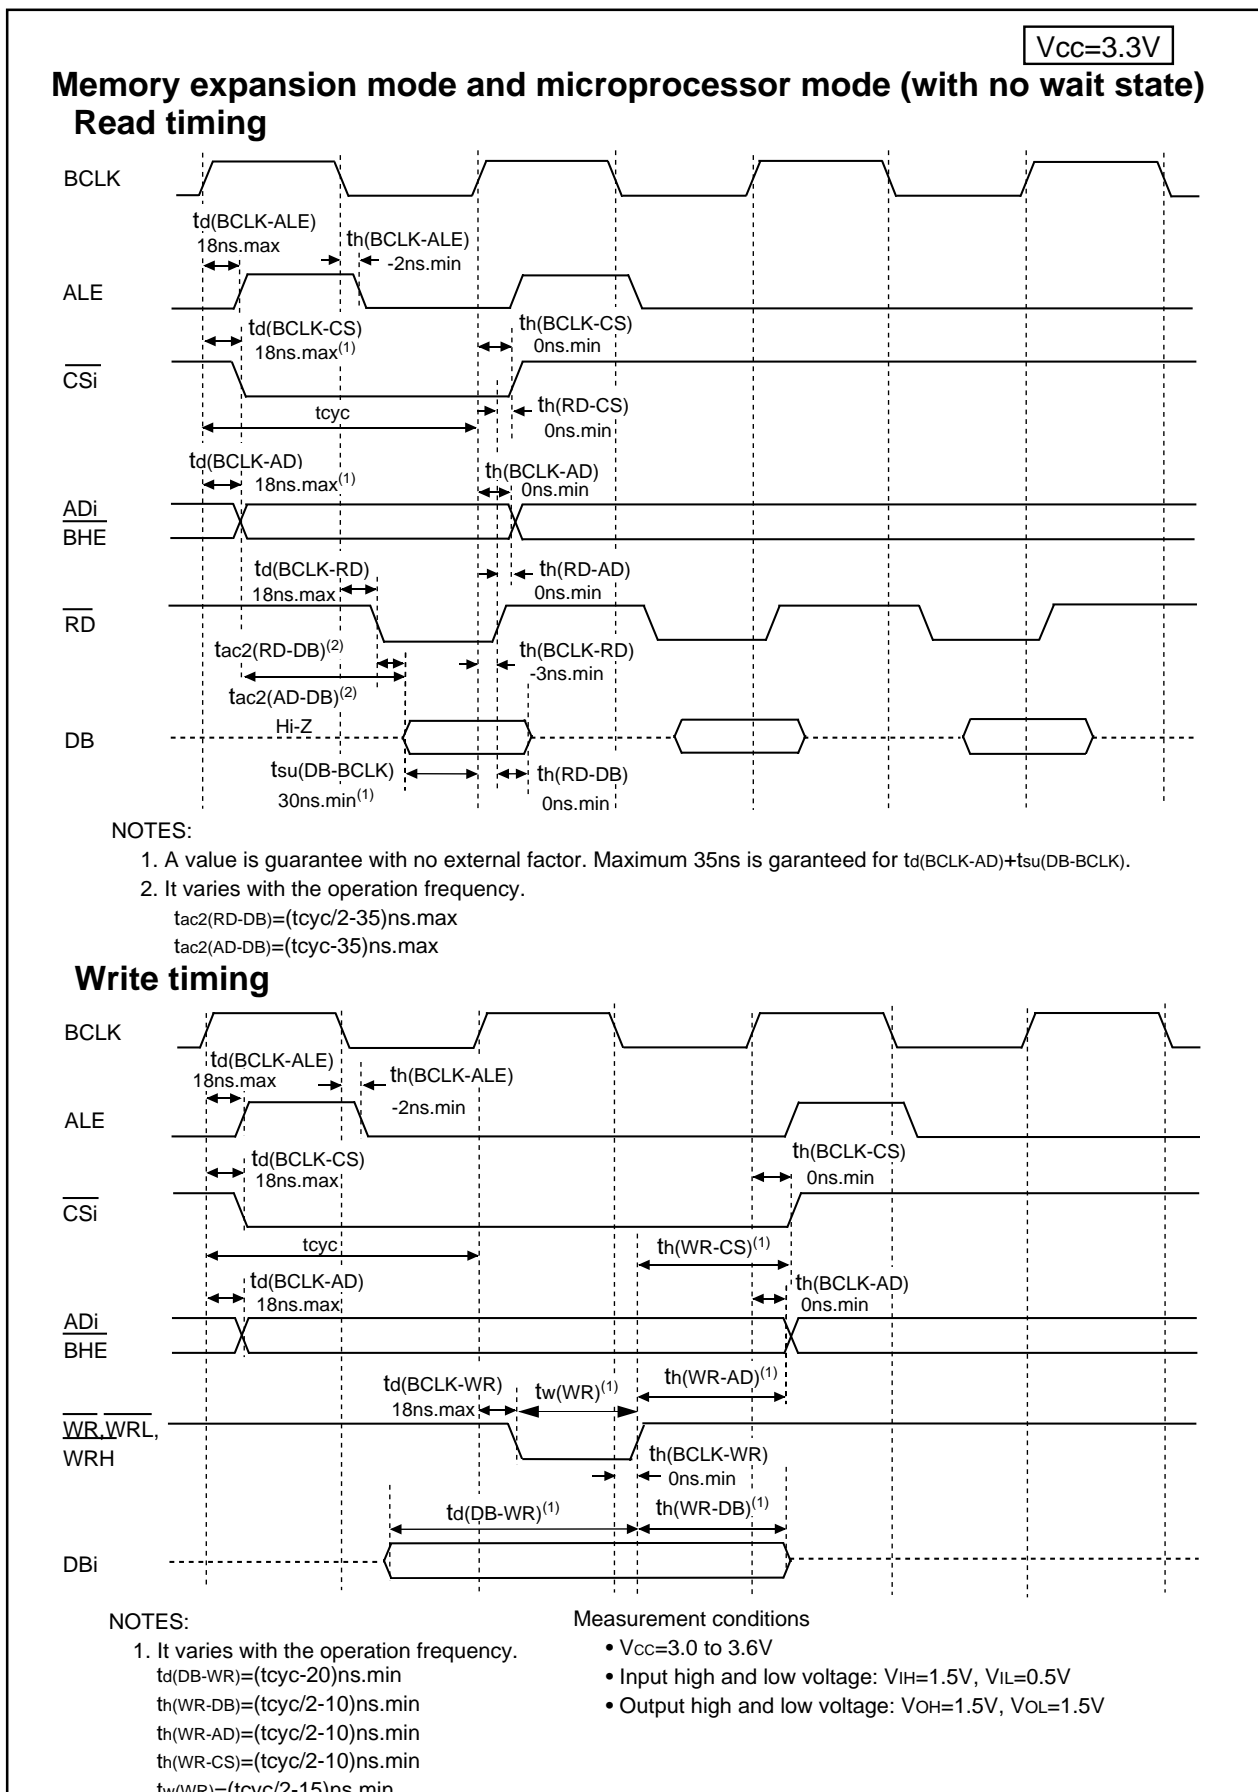 Vcc=3.3V
Memory expansion mode and microprocessor mode (with no wait state)
Read timing
BCLK
td(BCLK-ALE)
18ns.max
th(BCLK-ALE)
-2ns.min
ALE
td(BCLK-CS)
18ns.max(1)
th(BCLK-CS)
0ns.min
CSi
tcyc
th(RD-CS)
0ns.min
td(BCLK-AD)
18ns.max(1)
th(BCLK-AD)
0ns.min
ADi
BHE
td(BCLK-RD)
18ns.max
th(RD-AD)
0ns.min
RD
tac2(RD-DB)(2)
th(BCLK-RD)
-3ns.min
tac2(AD-DB)(2)
Hi-Z
DB
tsu(DB-BCLK)
30ns.min(1)
th(RD-DB)
0ns.min
NOTES:
1. A value is guarantee with no external factor. Maximum 35ns is garanteed for td(BCLK-AD)+tsu(DB-BCLK).
2. It varies with the operation frequency.
tac2(RD-DB)=(tcyc/2-35)ns.max
tac2(AD-DB)=(tcyc-35)ns.max
Write timing
BCLK
td(BCLK-ALE)
18ns.max
th(BCLK-ALE)
-2ns.min
ALE
td(BCLK-CS)
18ns.max
th(BCLK-CS)
0ns.min
CSi
tcyc
th(WR-CS)(1)
td(BCLK-AD)
18ns.max
th(BCLK-AD)
0ns.min
ADi
BHE
td(BCLK-WR)
18ns.max
tw(WR)(1)
th(WR-AD)(1)
WR,WRL,
WRH
th(BCLK-WR)
0ns.min
td(DB-WR)(1)
th(WR-DB)(1)
DBi
NOTES:
1. It varies with the operation frequency.
td(DB-WR)=(tcyc-20)ns.min
th(WR-DB)=(tcyc/2-10)ns.min
th(WR-AD)=(tcyc/2-10)ns.min
th(WR-CS)=(tcyc/2-10)ns.min
tw(WR)=(tcyc/2-15)ns.min
Measurement conditions
• VCC=3.0 to 3.6V
• Input high and low voltage: VIH=1.5V, VIL=0.5V
• Output high and low voltage: VOH=1.5V, VOL=1.5V